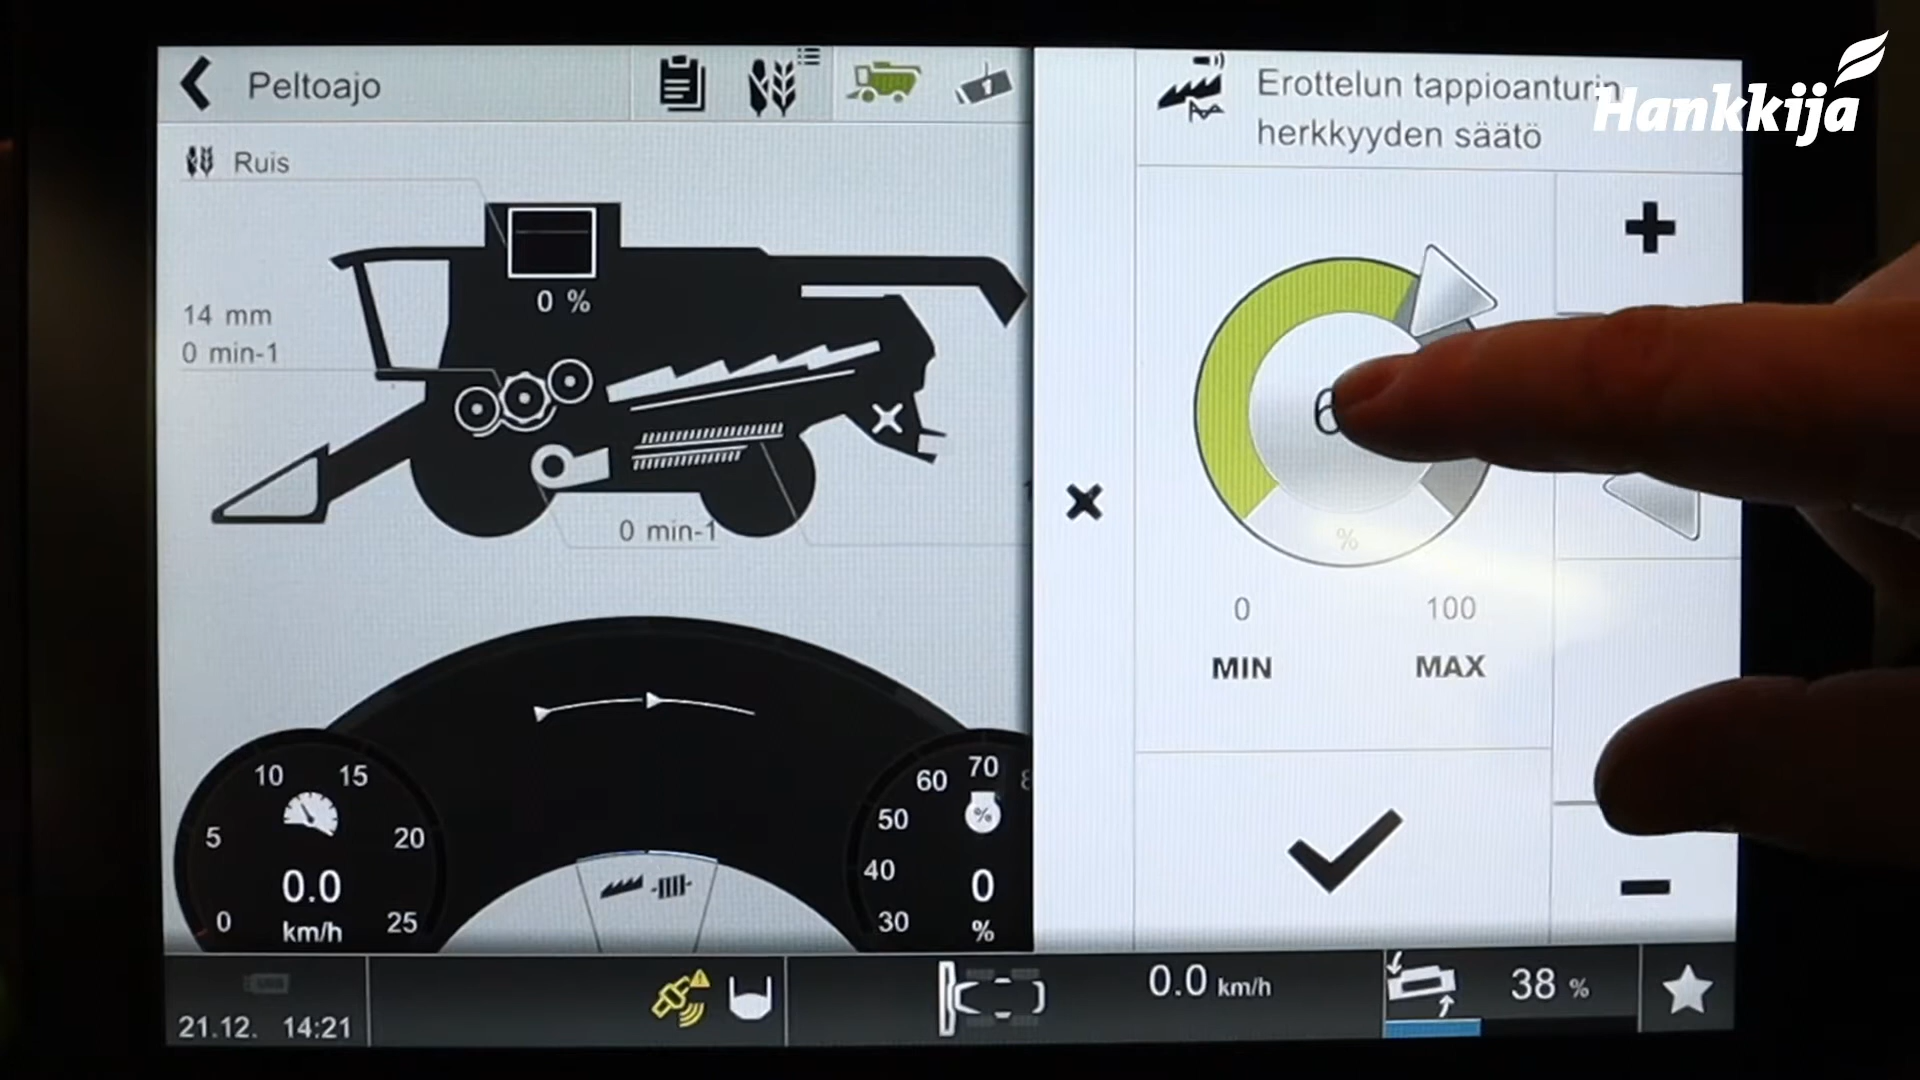 Peltoajo
Ruis
0 %
14 mm
0 min-1
0 min-1
Erottelun tappioanturin
herkkyyden säätö
Hankkija
%
0 100
MIN MAX
0 5 10 15 20 25
0.0
km/h
30 40 50 60 70
%
0
%
21.12. 14:21
0.0 km/h
38 %
1